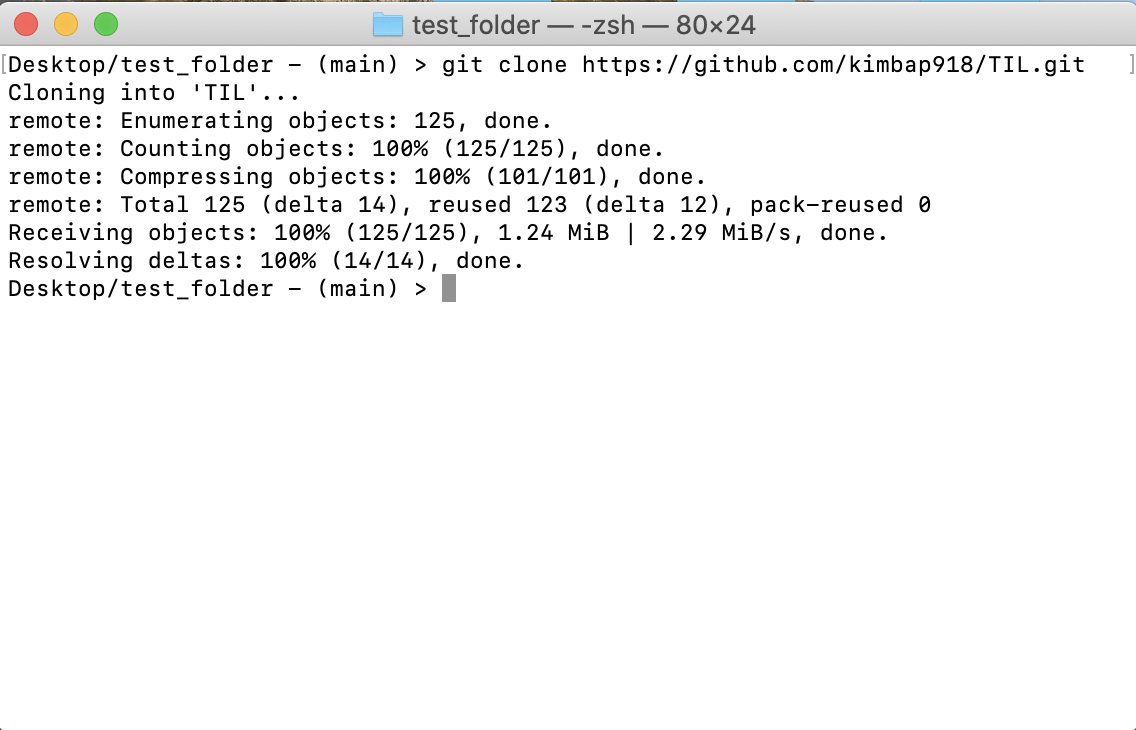 test_folder — -zsh — 80×24
[Desktop/test_folder - (main) > git clone https://github.com/kimbap918/TIL.git ]
Cloning into 'TIL'...
remote: Enumerating objects: 125, done.
remote: Counting objects: 100% (125/125), done.
remote: Compressing objects: 100% (101/101), done.
remote: Total 125 (delta 14), reused 123 (delta 12), pack-reused 0
Receiving objects: 100% (125/125), 1.24 MiB | 2.29 MiB/s, done.
Resolving deltas: 100% (14/14), done.
Desktop/test_folder - (main) >